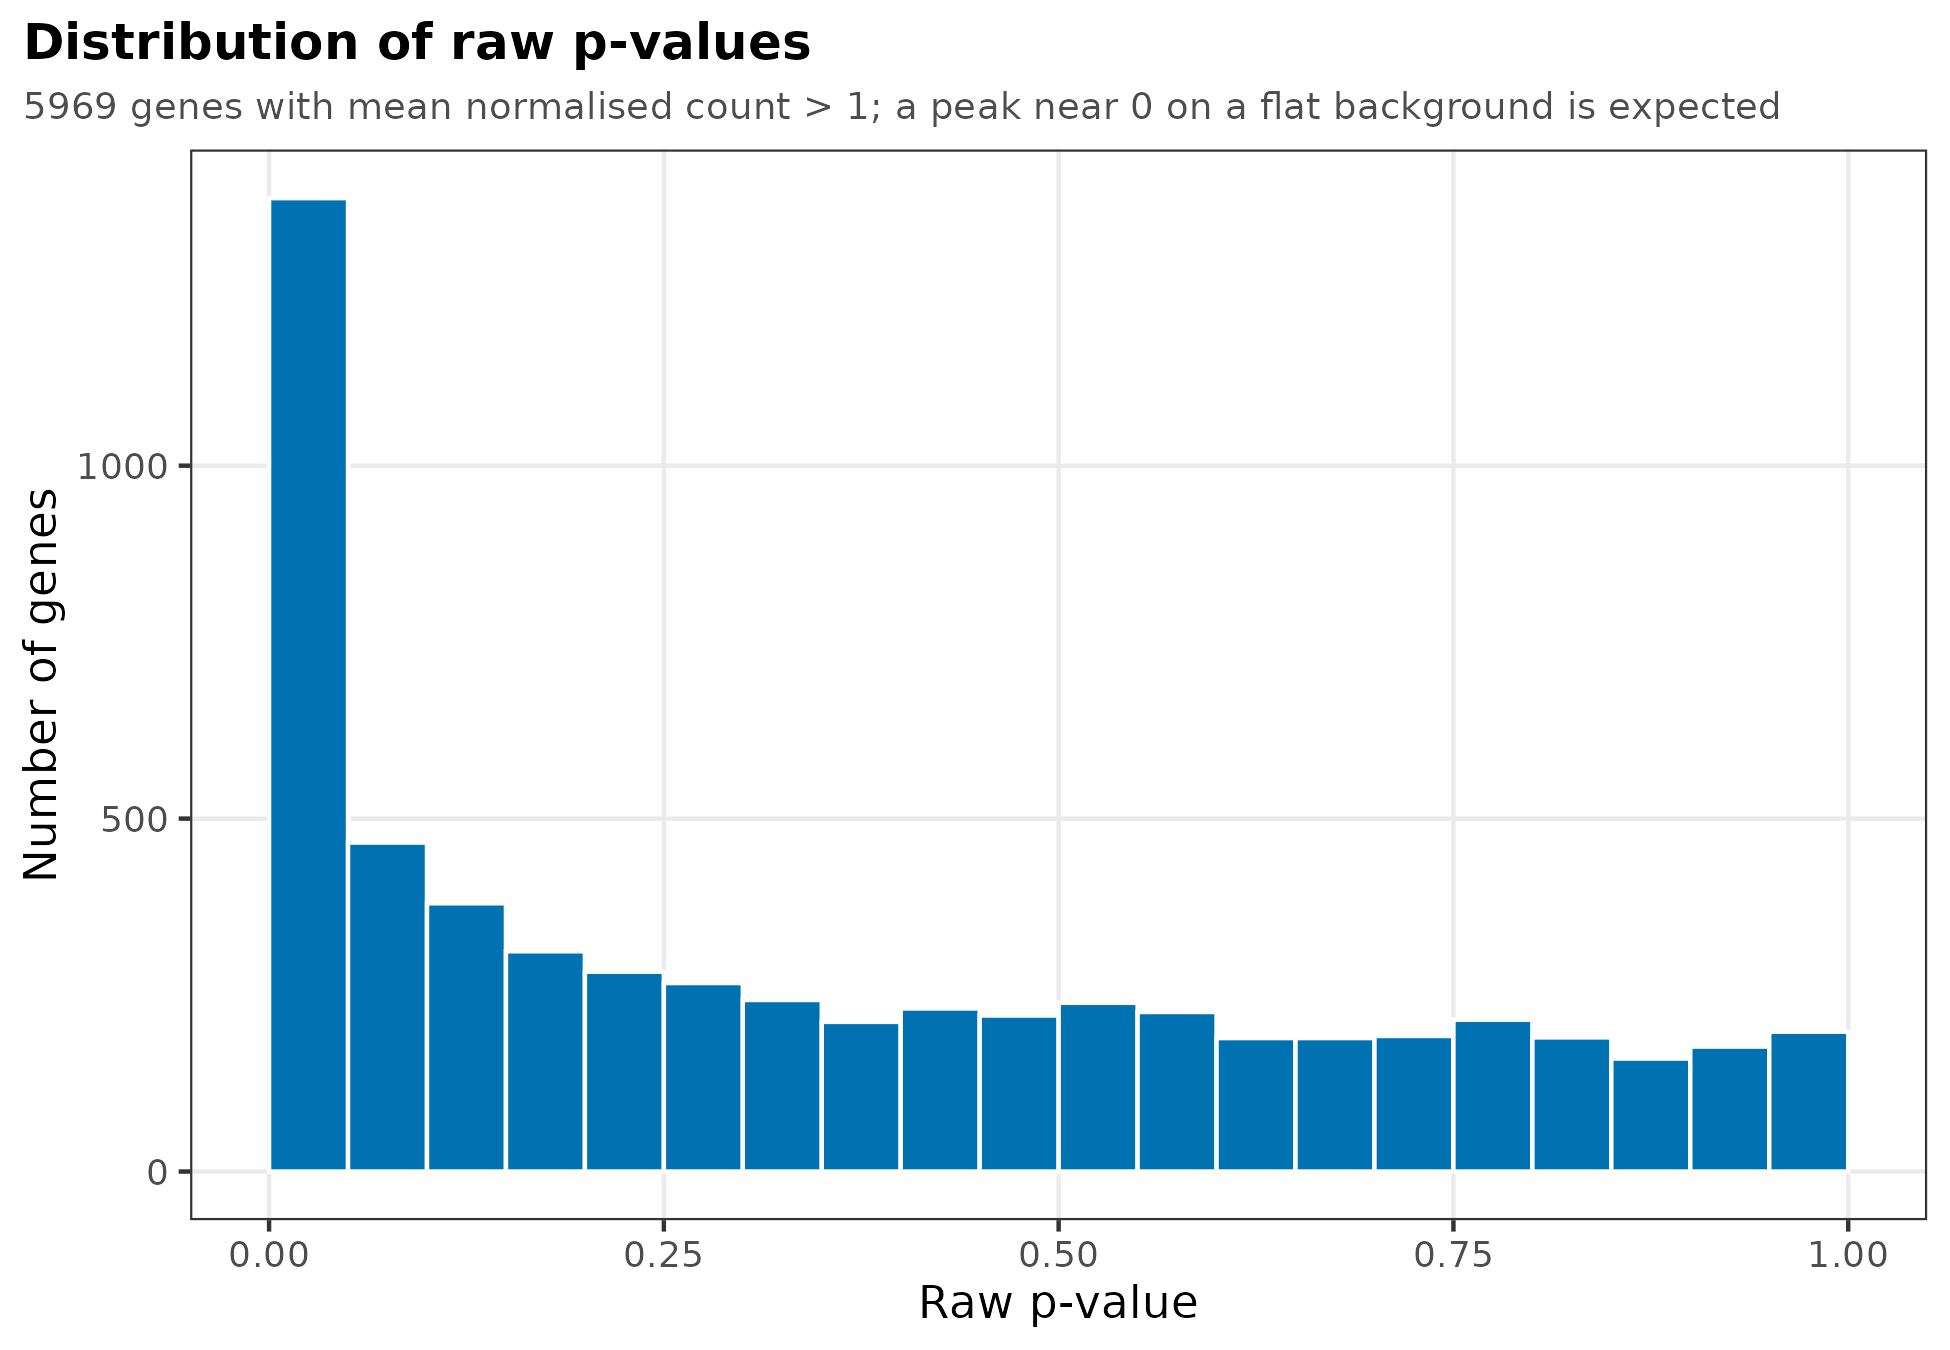 Distribution of raw p-values
5969 genes with mean normalised count > 1; a peak near 0 on a flat background is expected
Number of genes
1000
500
0
0.00
0.25
0.50
0.75
1.00
Raw p-value